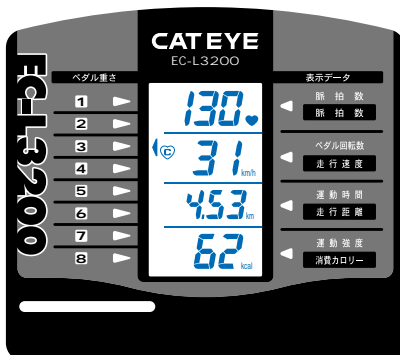 CATEYE
EC-L3200
EC-L3200
ペダル重さ
1
2
3
4
5
6
7
8
130
31 km/h
4.53 km
62 kcal
C
表示データ
脈拍数
脈拍数
ペダル回転数
走行速度
運動時間
走行距離
運動強度
消費カロリー